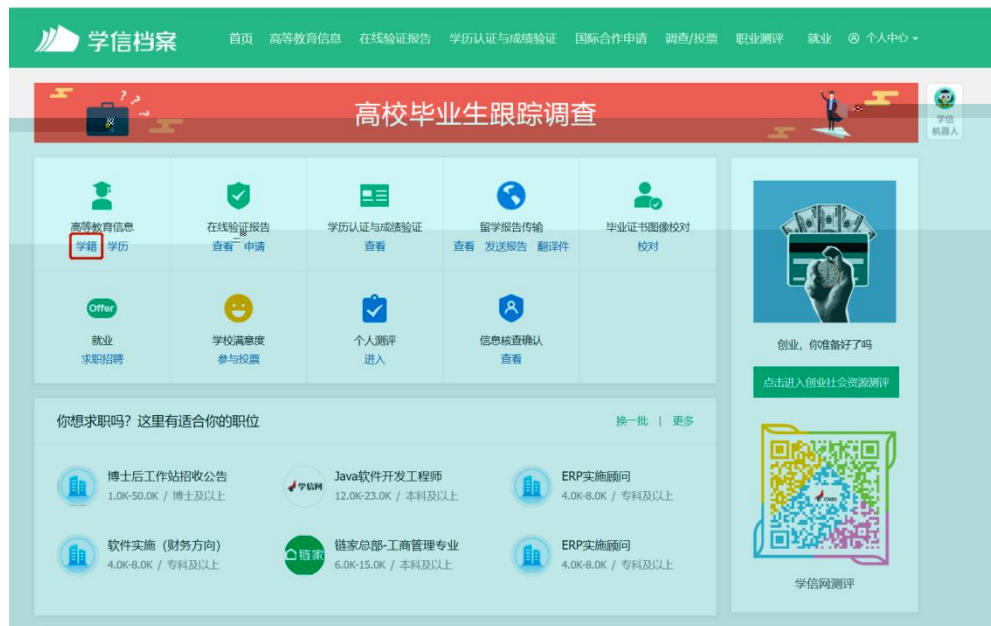 学信档案 首页 高等教育信息 在线验证报告 学历认证与成绩验证 国际合作申请 调查/投票 职业测评 就业 个人中心
高校毕业生跟踪调查
学信
机器人
高等教育信息 在线验证报告 学历认证与成绩验证 留学报告传输 毕业证书图像校对
学籍 学历 查看 申请 查看 查看 发送报告 翻译件 校对
Offer
就业 学校满意度 个人测评 信息核查确认
求职招聘 参与投票 进入 查看
创业,你准备好了吗
点击进入创业社会资源测评
你想求职吗?这里有适合你的职位 换一批 | 更多
博士后工作站招收公告 学信网 Java软件开发工程师 ERP实施顾问
1.0K-50.0K / 博士及以上 12.0K-23.0K / 本科及以上 4.0K-8.0K / 专科及以上
软件实施(财务方向) 链家 链家总部-工商管理专业 ERP实施顾问
4.0K-8.0K / 专科及以上 6.0K-15.0K / 本科及以上 4.0K-8.0K / 专科及以上
CHSI
学信网测评